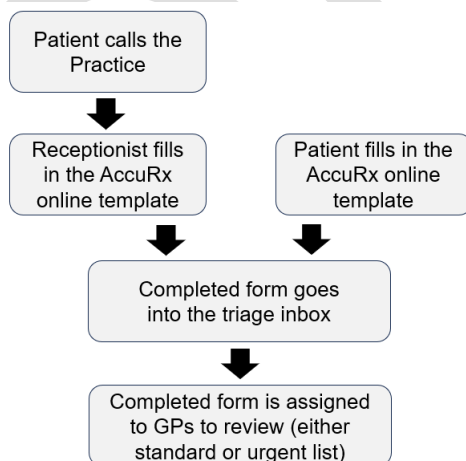 Patient calls the
Practice
Receptionist fills
in the AccuRx
online template
Patient fills in the
AccuRx online
template
Completed form goes
into the triage inbox
Completed form is assigned
to GPs to review (either
standard or urgent list)